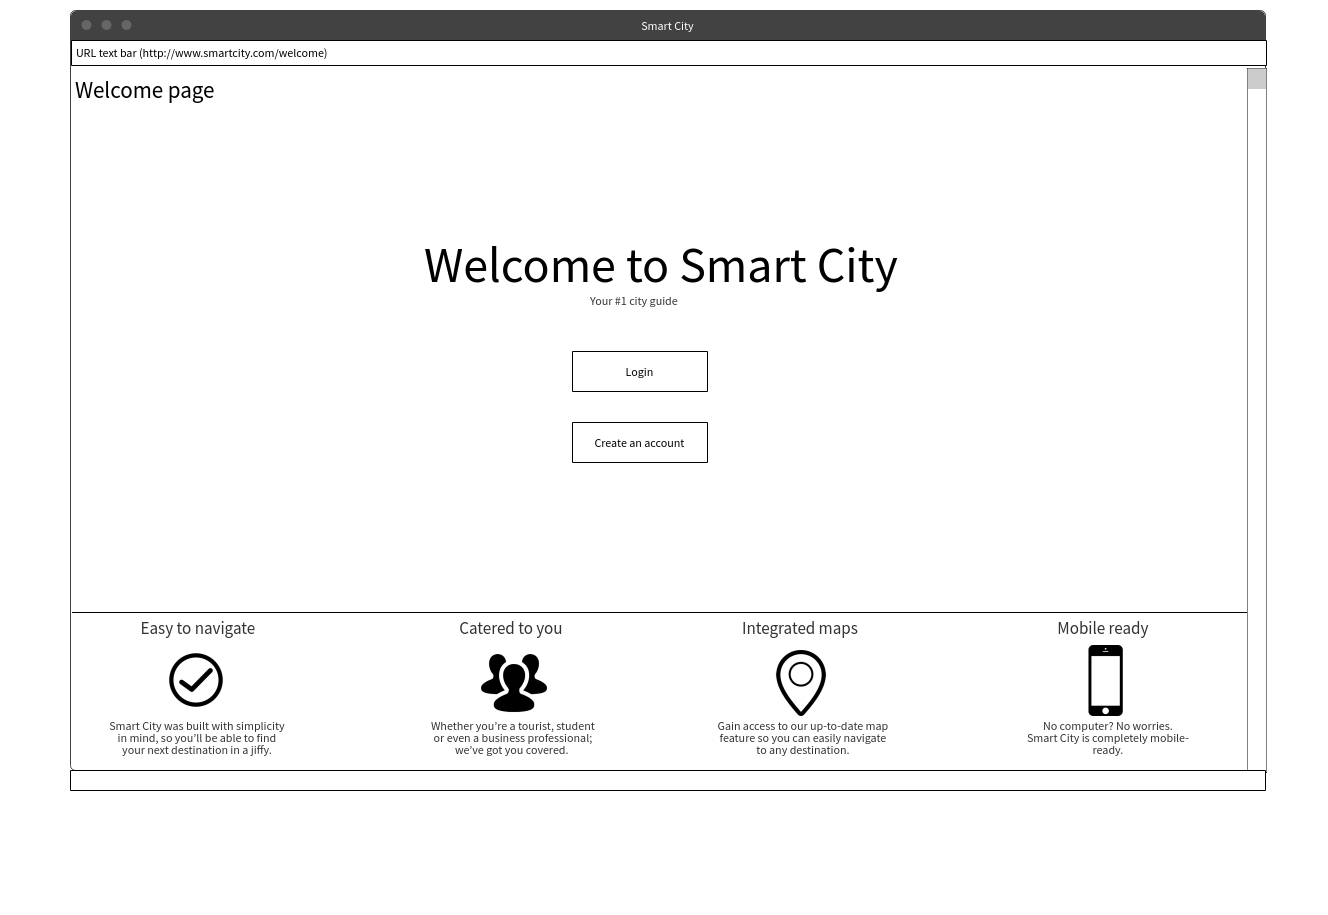 Smart City
URL text bar (http://www.smartcity.com/welcome)
Welcome page
Welcome to Smart City
Your #1 city guide
Login
Create an account
Easy to navigate
Smart City was built with simplicity
in mind, so you’ll be able to find
your next destination in a jiffy.
Catered to you
Whether you’re a tourist, student
or even a business professional;
we’ve got you covered.
Integrated maps
Gain access to our up-to-date map
feature so you can easily navigate
to any destination.
Mobile ready
No computer? No worries.
Smart City is completely mobile-
ready.